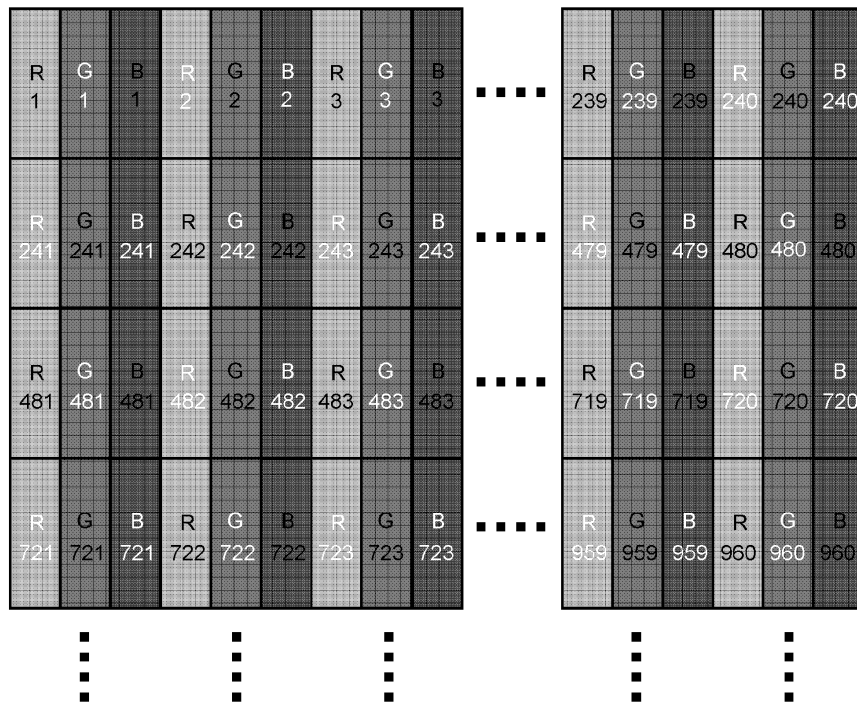 R G B R G B R G B R G B R G B
1 1 1 2 2 2 3 3 3 239 239 239 240 240 240
R G B R G B R G B R G B R G B
241 241 241 242 242 242 243 243 243 479 479 479 480 480 480
R G B R G B R G B R G B R G B
481 481 481 482 482 482 483 483 483 719 719 719 720 720 720
R G B R G B R G B R G B R G B
721 721 721 722 722 722 723 723 723 959 959 959 960 960 960